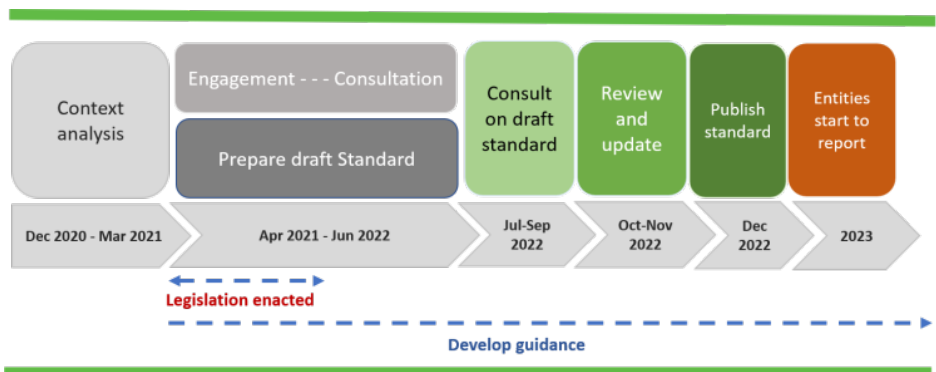 Context
analysis
Engagement - - - Consultation
Prepare draft Standard
Consult
on draft
standard
Review
and
update
Publish
standard
Entities
start to
report
Dec 2020 - Mar 2021
Apr 2021 - Jun 2022
Jul-Sep
2022
Oct-Nov
2022
Dec
2022
2023
Legislation enacted
Develop guidance